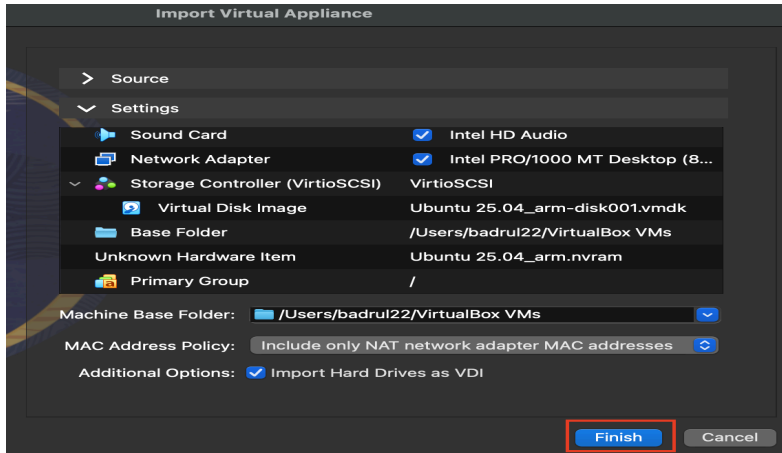 Import Virtual Appliance
Source
Settings
Sound Card Intel HD Audio
Network Adapter Intel PRO/1000 MT Desktop (8...
Storage Controller (VirtioSCSI) VirtioSCSI
Virtual Disk Image Ubuntu 25.04_arm-disk001.vmdk
Base Folder /Users/badrul22/VirtualBox VMs
Unknown Hardware Item Ubuntu 25.04_arm.nvram
Primary Group /
Machine Base Folder: /Users/badrul22/VirtualBox VMs
MAC Address Policy: Include only NAT network adapter MAC addresses
Additional Options: Import Hard Drives as VDI
Finish Cancel